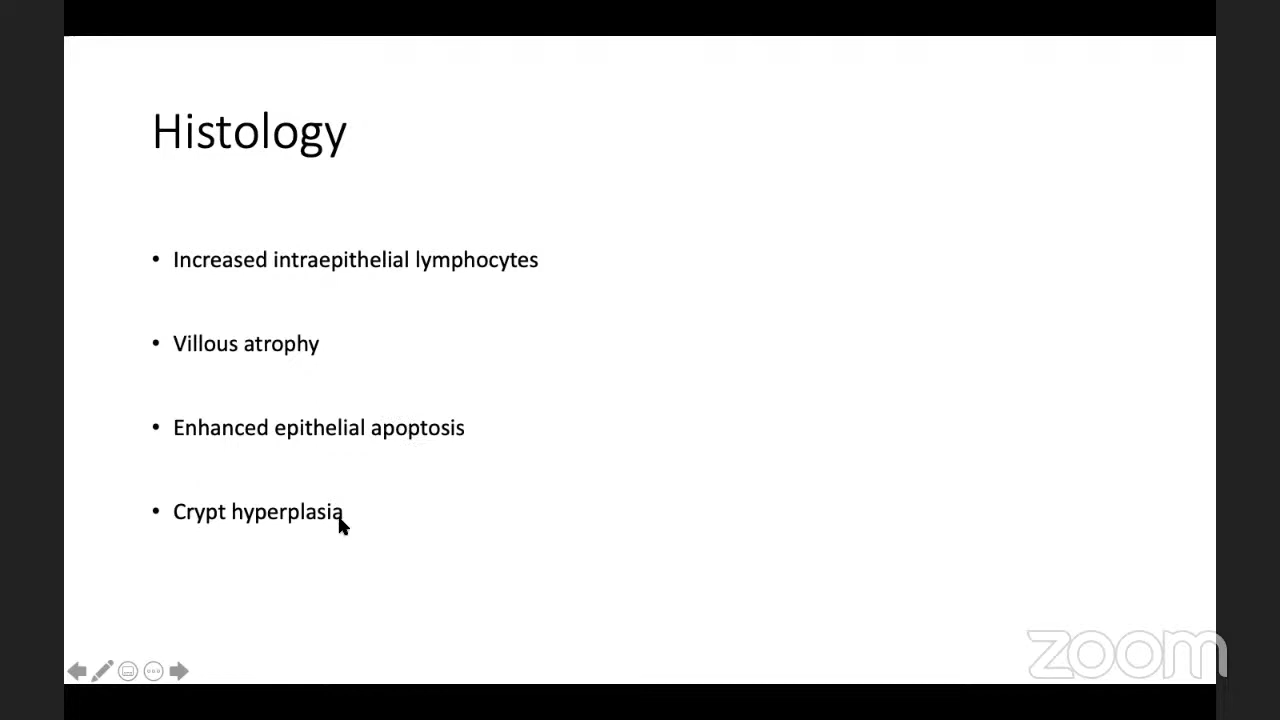 Histology
• Increased intraepithelial lymphocytes
• Villous atrophy
• Enhanced epithelial apoptosis
• Crypt hyperplasia
zoom